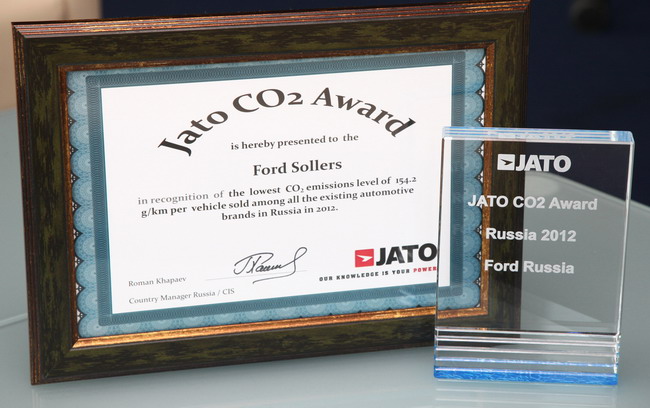 Jato CO2 Award
is hereby presented to the
Ford Sollers
in recognition of the lowest CO₂ emissions level of 154.2
g/km per vehicle sold among all the existing automotive
brands in Russia in 2012.
Roman Khapaev
Country Manager Russia / CIS
JATO
OUR KNOWLEDGE IS YOUR POWER
JATO
JATO CO2 Award
Russia 2012
Ford Russia